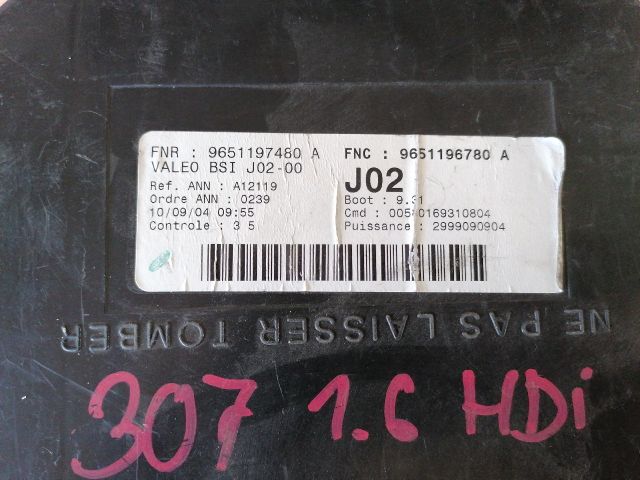 FNR : 9651197480 A FNC : 9651196780 A
VALEO BSI J02-00 J02
Ref. ANN : A12119 Boot : 9.31
Ordre ANN : 0239 Cmd : 00580169310804
10/09/04 09:55 Puissance : 2999090904
Controle : 3 5
NE PAS LAISSER TOMBER
307 1.6 HDi